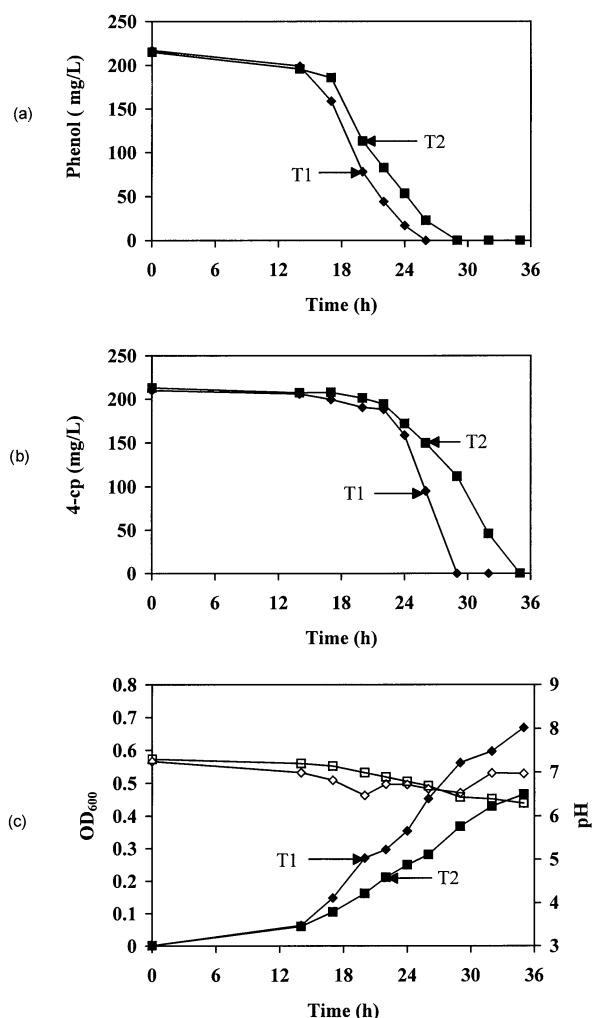 (a)
Phenol ( mg/L)
250
200
150
100
50
0
T2
T1
0 6 12 18 24 30 36
Time (h)
(b)
4-cp (mg/L)
250
200
150
100
50
0
T2
T1
0 6 12 18 24 30 36
Time (h)
(c)
OD600
0.8
0.7
0.6
0.5
0.4
0.3
0.2
0.1
0
T1
T2
9
8
7
6
5
4
3
pH
0 6 12 18 24 30 36
Time (h)